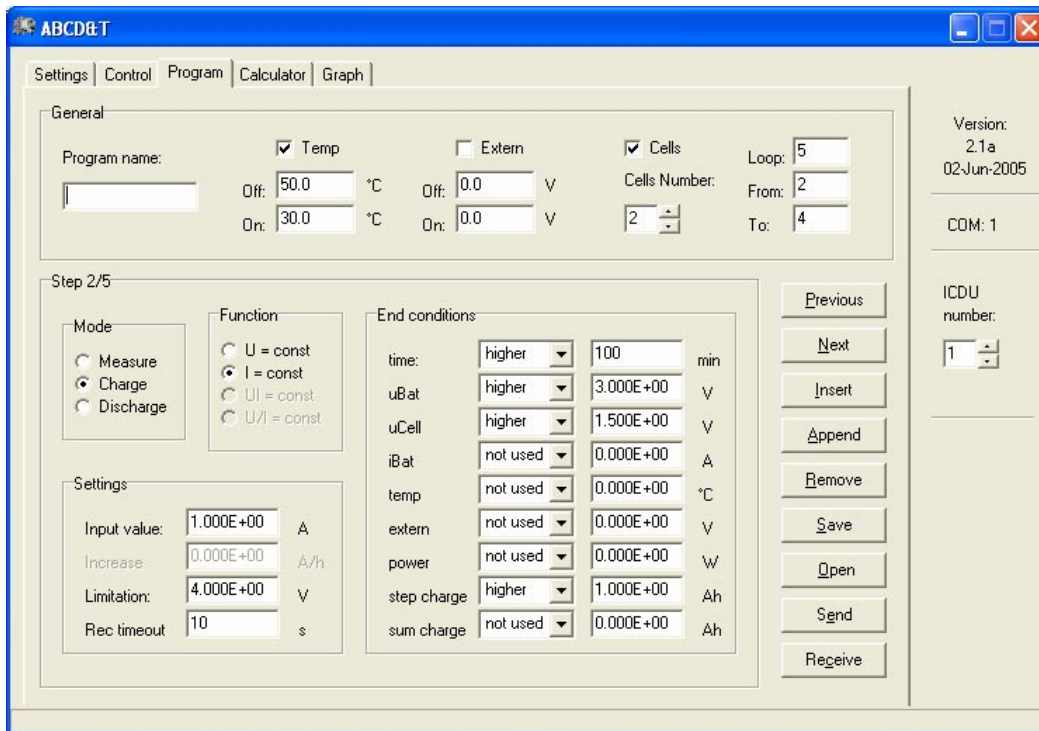 ABCD&T
Settings Control Program Calculator Graph
General
Program name:
Temp
Off: 50.0 °C
On: 30.0 °C
Extern
Off: 0.0 V
On: 0.0 V
Cells
Cells Number:
2
Loop: 5
From: 2
To: 4
Step 2/5
Mode
Measure
Charge
Discharge
Function
U = const
I = const
UI = const
U/I = const
Settings
Input value: 1.000E+00 A
Increase 0.000E+00 A/h
Limitation: 4.000E+00 V
Rec timeout 10 s
End conditions
time: higher 100 min
uBat higher 3.000E+00 V
uCell higher 1.500E+00 V
iBat not used 0.000E+00 A
temp not used 0.000E+00 °C
extern not used 0.000E+00 V
power not used 0.000E+00 W
step charge higher 1.000E+00 Ah
sum charge not used 0.000E+00 Ah
Previous
Next
Insert
Append
Remove
Save
Open
Send
Receive
Version:
2.1a
02-Jun-2005
COM: 1
ICDU
number:
1